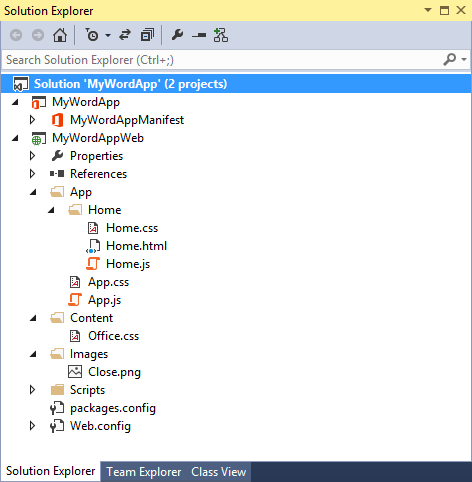 Solution Explorer
Search Solution Explorer (Ctrl+;)
Solution 'MyWordApp' (2 projects)
MyWordApp
MyWordAppManifest
MyWordAppWeb
Properties
References
App
Home
Home.css
Home.html
Home.js
App.css
App.js
Content
Office.css
Images
Close.png
Scripts
packages.config
Web.config
Solution Explorer Team Explorer Class View